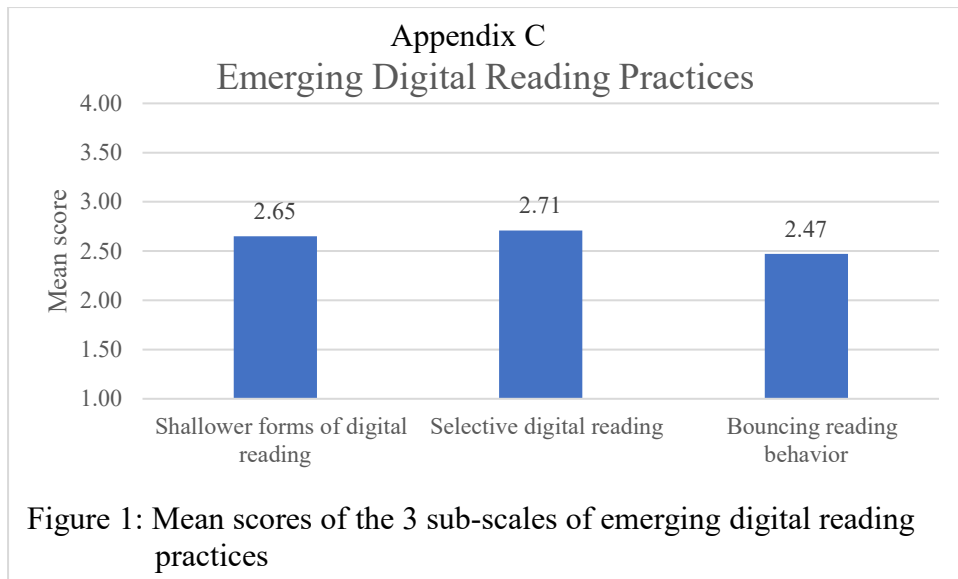 Appendix C
Emerging Digital Reading Practices
4.00
3.50
3.00
2.50
2.00
1.50
1.00
Mean score
2.65
2.71
2.47
Shallower forms of digital
reading
Selective digital reading
Bouncing reading
behavior
Figure 1: Mean scores of the 3 sub-scales of emerging digital reading
practices